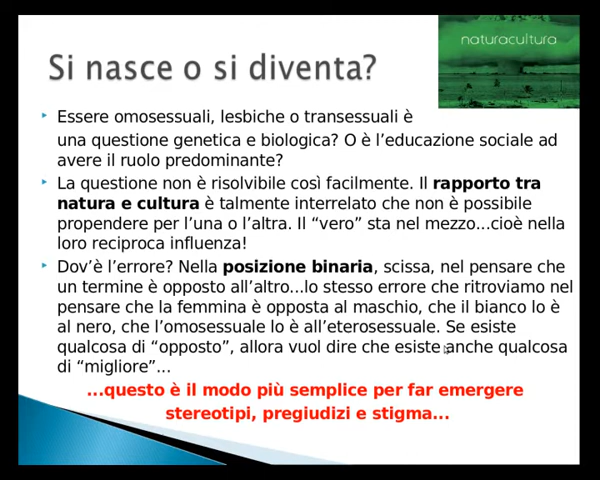 naturacultura
Si nasce o si diventa?
Essere omosessuali, lesbiche o transessuali è
una questione genetica e biologica? O è l’educazione sociale ad
avere il ruolo predominante?
La questione non è risolvibile così facilmente. Il rapporto tra
natura e cultura è talmente interrelato che non è possibile
propendere per l’una o l’altra. Il “vero” sta nel mezzo...cioè nella
loro reciproca influenza!
Dov’è l’errore? Nella posizione binaria, scissa, nel pensare che
un termine è opposto all’altro...lo stesso errore che ritroviamo nel
pensare che la femmina è opposta al maschio, che il bianco lo è
al nero, che l’omosessuale lo è all’eterosessuale. Se esiste
qualcosa di “opposto”, allora vuol dire che esiste anche qualcosa
di “migliore”...
...questo è il modo più semplice per far emergere
stereotipi, pregiudizi e stigma...